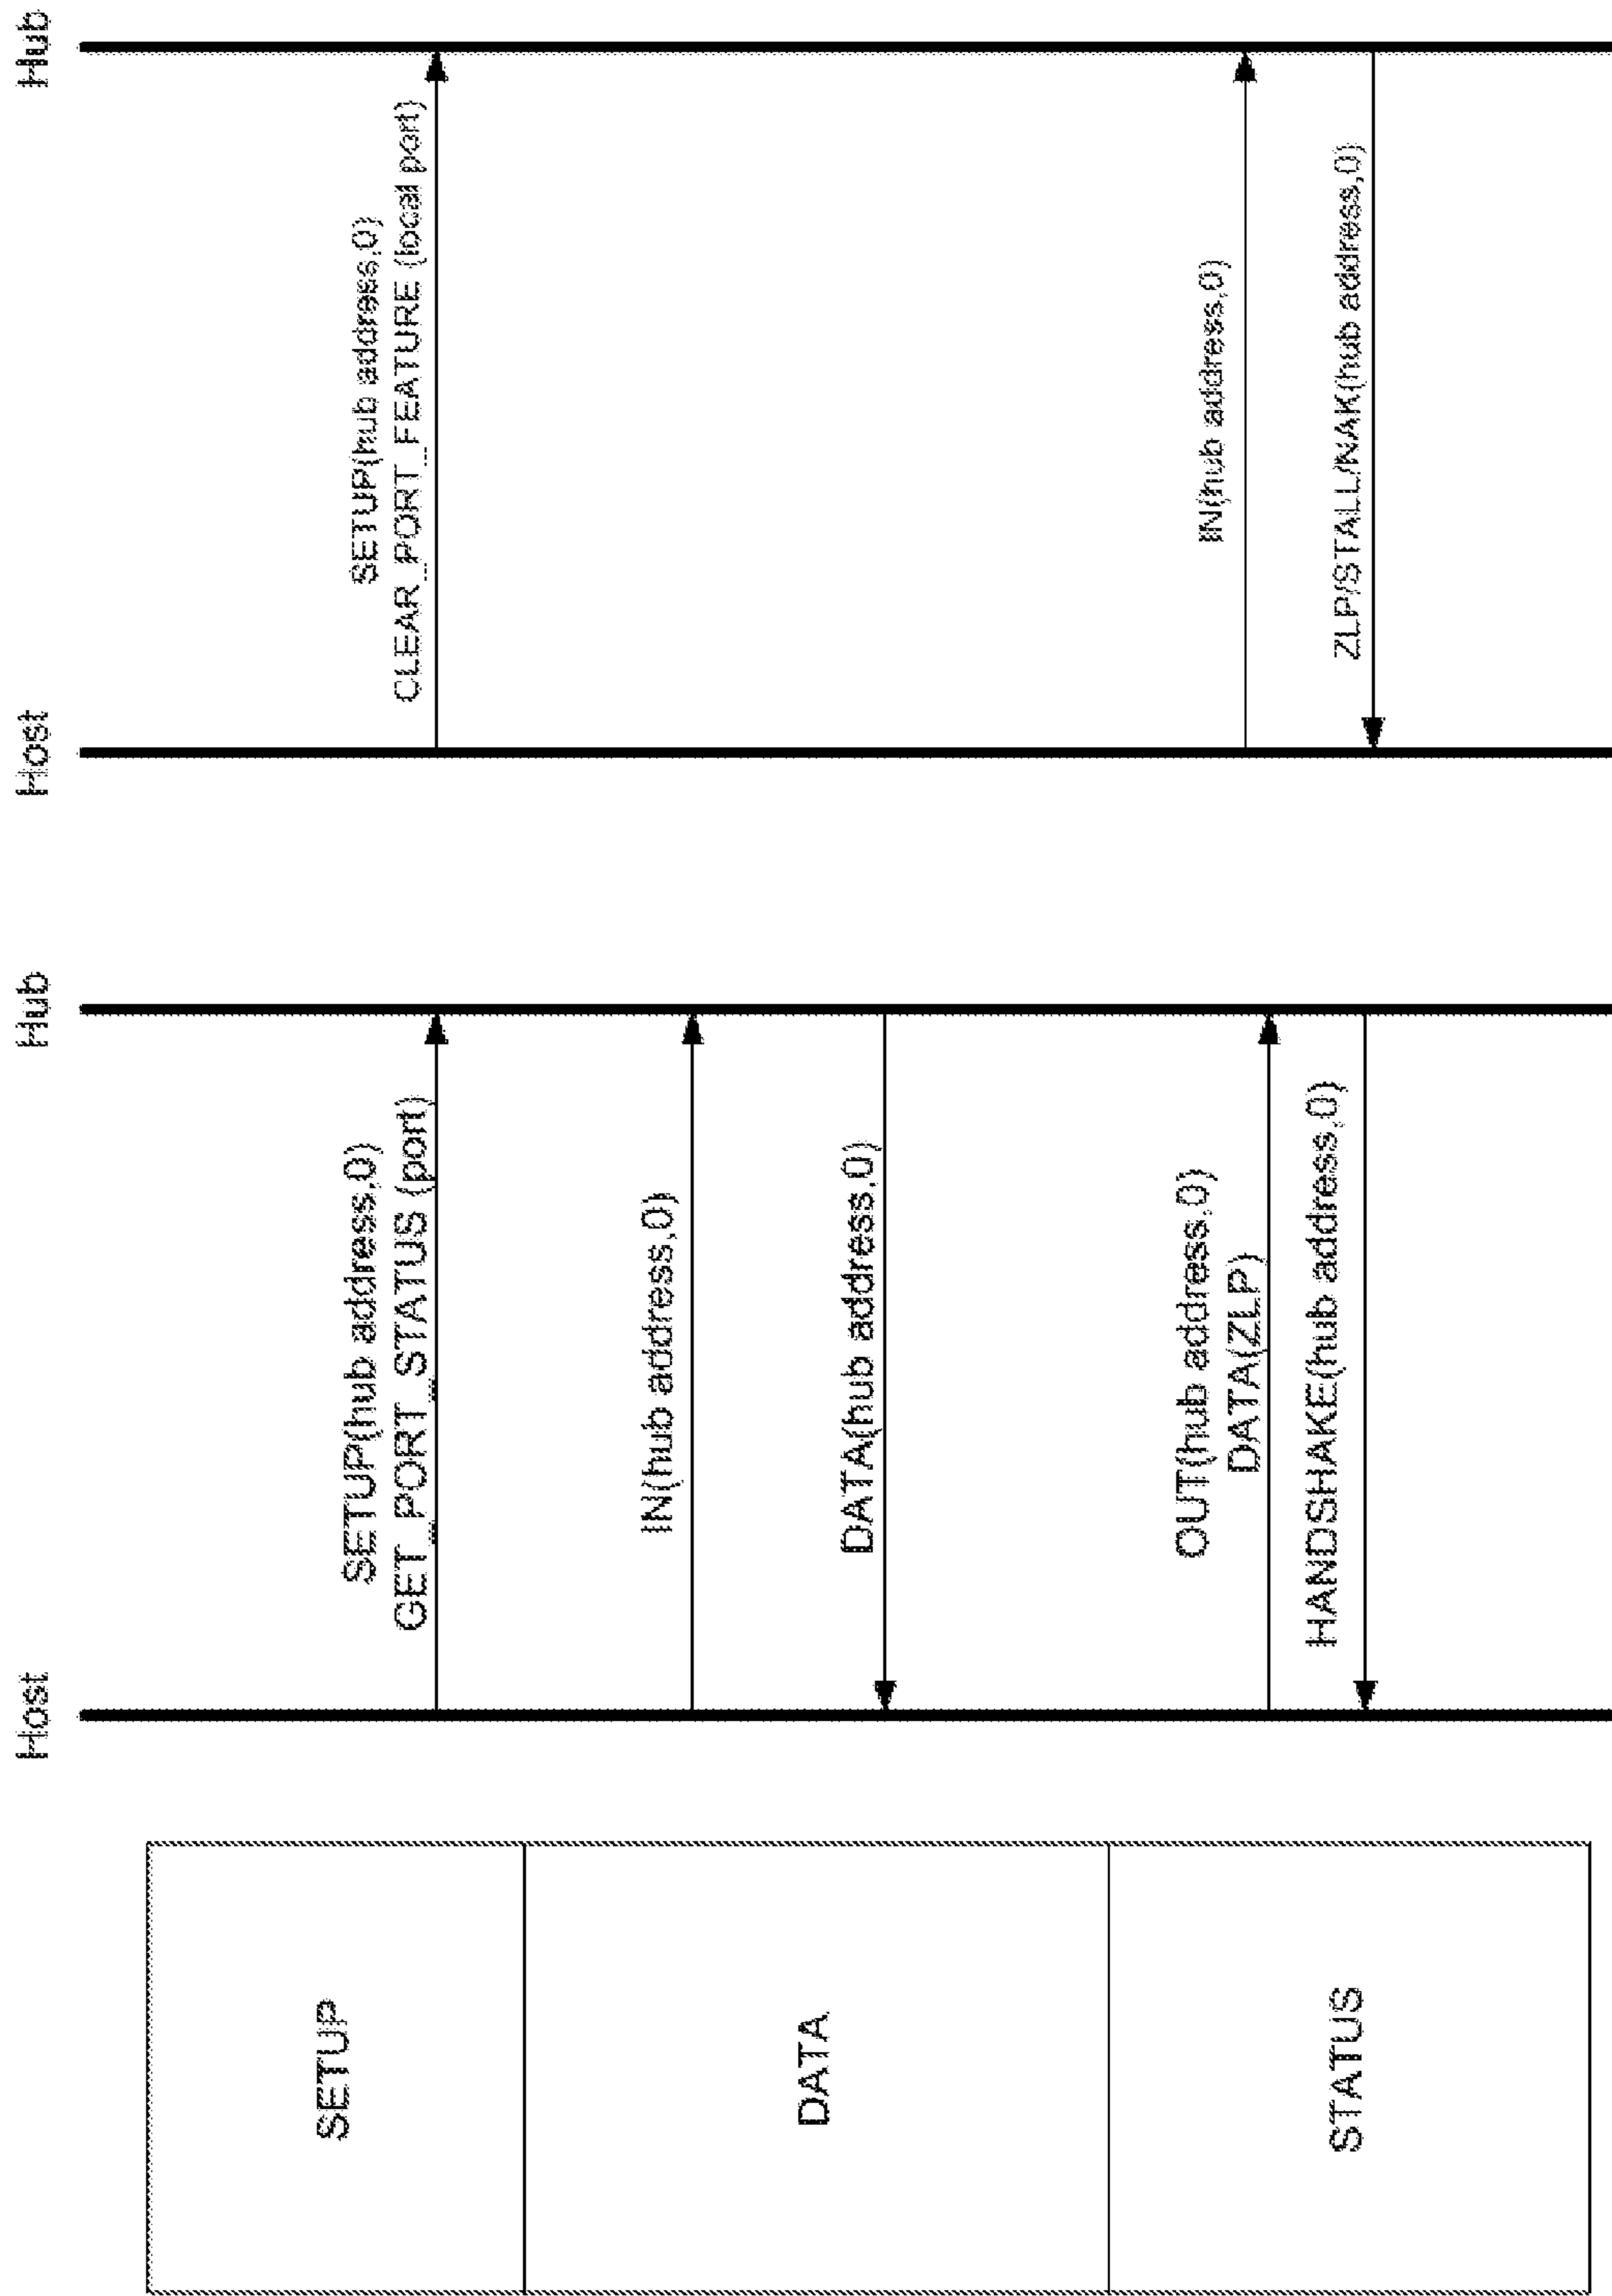 Host
Hub
Host
Hub
SETUP
SETUP(hub address,0)
GET_PORT_STATUS (port)
SETUP(hub address,0)
CLEAR_PORT_FEATURE (local port)
DATA
IN(hub address,0)
DATA(hub address,0)
STATUS
OUT(hub address,0)
DATA(ZLP)
HANDSHAKE(hub address,0)
IN(hub address,0)
ZLP/STALL/NAK(hub address,0)